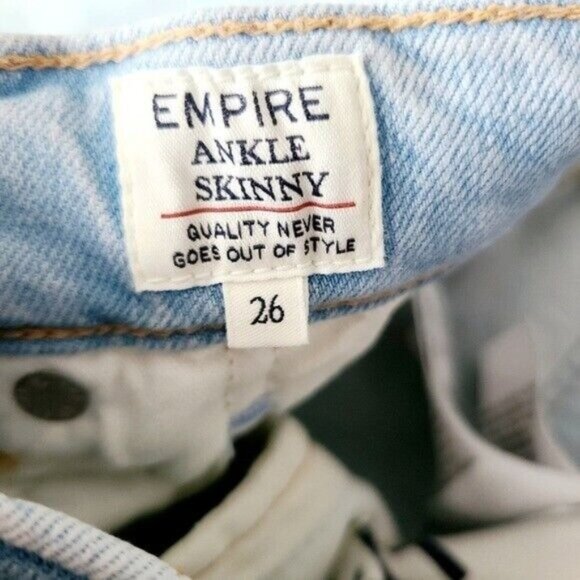 EMPIRE
ANKLE
SKINNY
QUALITY NEVER
GOES OUT OF STYLE
26